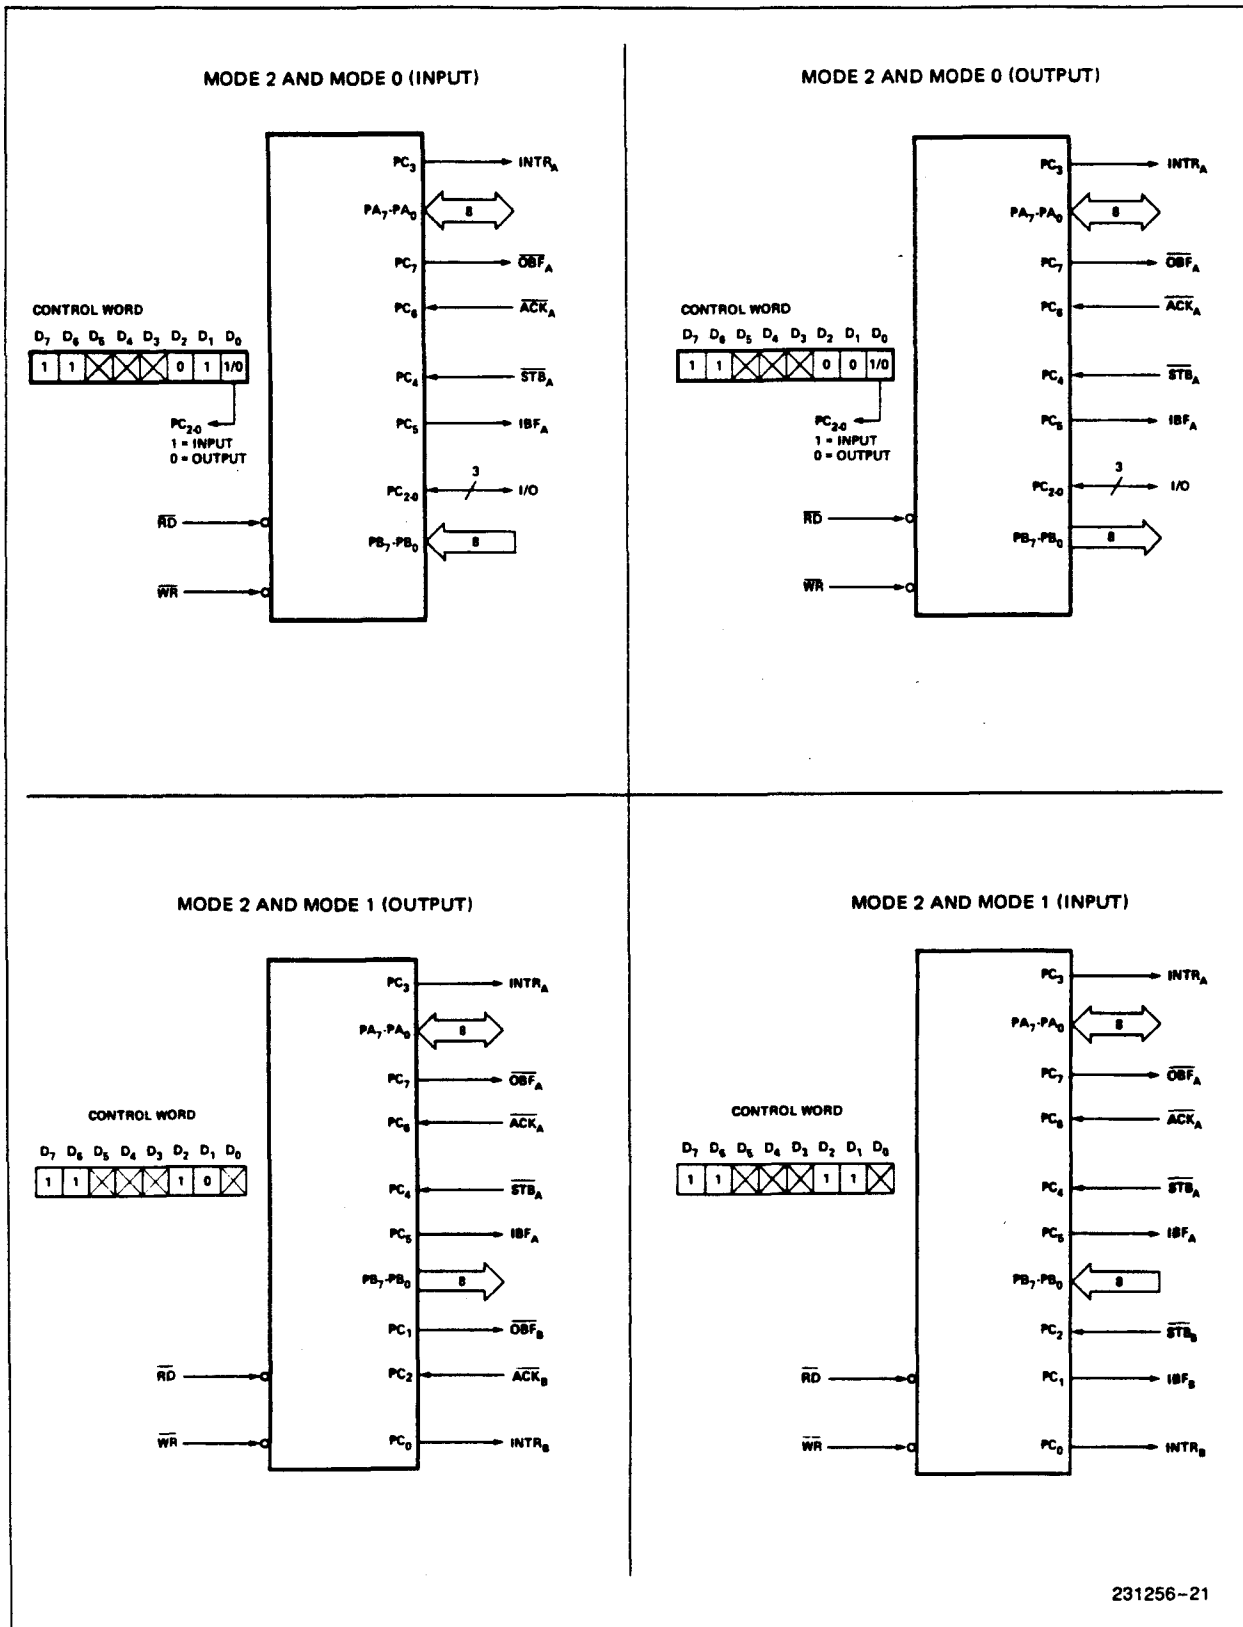 MODE 2 AND MODE 0 (INPUT)
PC3
INTRA
PA7-PA0
8
PC7
OBFA
PC6
ACKA
CONTROL WORD
D7 D6 D5 D4 D3 D2 D1 D0
1 1 0 1 1/0
PC2-0
1 = INPUT
0 = OUTPUT
PC4
STBA
PC5
IBFA
PC2-0
3
I/O
RD
PB7-PB0
8
WR
MODE 2 AND MODE 0 (OUTPUT)
PC3
INTRA
PA7-PA0
8
PC7
OBFA
PC6
ACKA
CONTROL WORD
D7 D6 D5 D4 D3 D2 D1 D0
1 1 0 0 1/0
PC2-0
1 = INPUT
0 = OUTPUT
PC4
STBA
PC5
IBFA
PC2-0
3
I/O
RD
PB7-PB0
8
WR
MODE 2 AND MODE 1 (OUTPUT)
PC3
INTRA
PA7-PA0
8
PC7
OBFA
PC6
ACKA
CONTROL WORD
D7 D6 D5 D4 D3 D2 D1 D0
1 1 1 0
PC4
STBA
PC5
IBFA
PB7-PB0
8
PC1
OBFB
RD
PC2
ACKB
WR
PC0
INTRB
MODE 2 AND MODE 1 (INPUT)
PC3
INTRA
PA7-PA0
8
PC7
OBFA
PC6
ACKA
CONTROL WORD
D7 D6 D5 D4 D3 D2 D1 D0
1 1 1 1
PC4
STBA
PC5
IBFA
PB7-PB0
8
PC2
STBB
RD
PC1
IBFB
WR
PC0
INTRB
231256-21